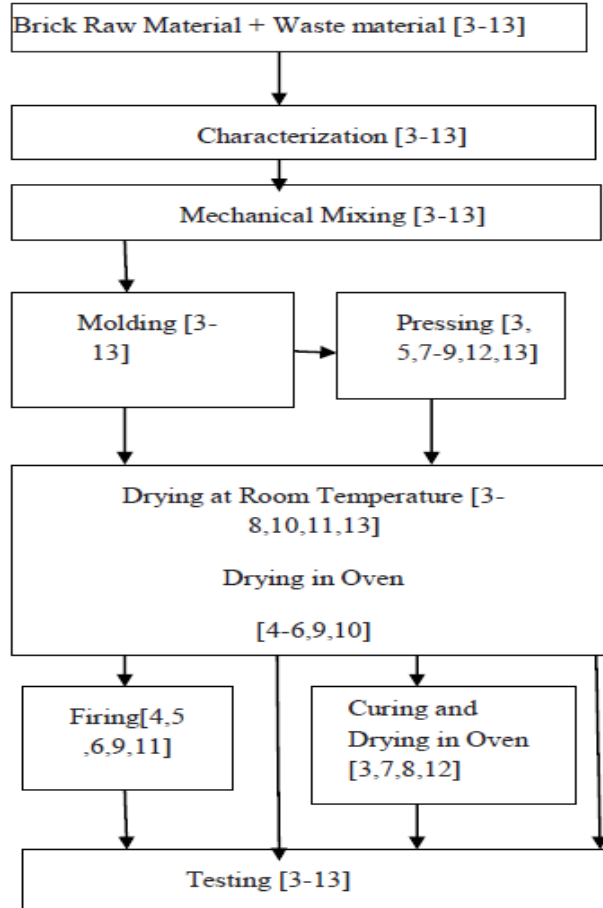 Brick Raw Material + Waste material [3-13]
Characterization [3-13]
Mechanical Mixing [3-13]
Molding [3-
13]
Pressing [3,
5,7-9,12,13]
Drying at Room Temperature [3-
8,10,11,13]
Drying in Oven
[4-6,9,10]
Firing[4,5
,6,9,11]
Curing and
Drying in Oven
[3,7,8,12]
Testing [3-13]